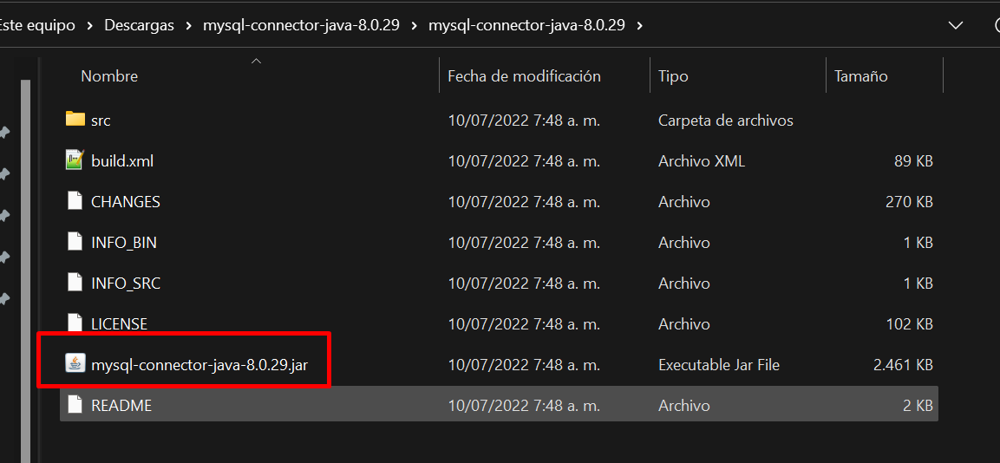 Este equipo > Descargas > mysql-connector-java-8.0.29 > mysql-connector-java-8.0.29 >
Nombre Fecha de modificación Tipo Tamaño
src 10/07/2022 7:48 a. m. Carpeta de archivos
build.xml 10/07/2022 7:48 a. m. Archivo XML 89 KB
CHANGES 10/07/2022 7:48 a. m. Archivo 270 KB
INFO_BIN 10/07/2022 7:48 a. m. Archivo 1 KB
INFO_SRC 10/07/2022 7:48 a. m. Archivo 1 KB
LICENSE 10/07/2022 7:48 a. m. Archivo 102 KB
mysql-connector-java-8.0.29.jar 10/07/2022 7:48 a. m. Executable Jar File 2.461 KB
README 10/07/2022 7:48 a. m. Archivo 2 KB